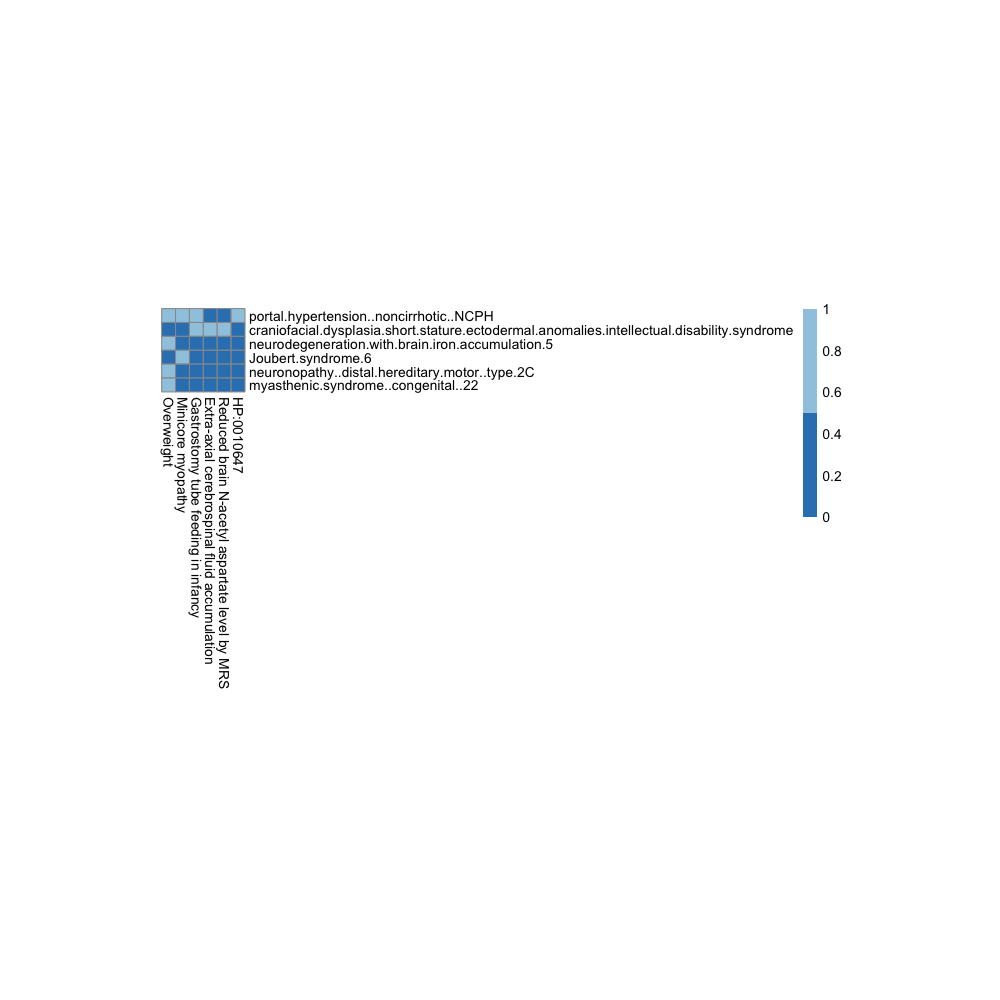 portal.hypertension..noncirrhotic..NCPH
craniofacial.dysplasia.short.stature.ectodermal.anomalies.intellectual.disability.syndrome
neurodegeneration.with.brain.iron.accumulation.5
Joubert.syndrome.6
neuronopathy..distal.hereditary.motor..type.2C
myasthenic.syndrome..congenital..22
Overweight
Minicore myopathy
Gastrostomy tube feeding in infancy
Extra-axial cerebrospinal fluid accumulation
Reduced brain N-acetyl aspartate level by MRS
HP:0010647
1
0.8
0.6
0.4
0.2
0